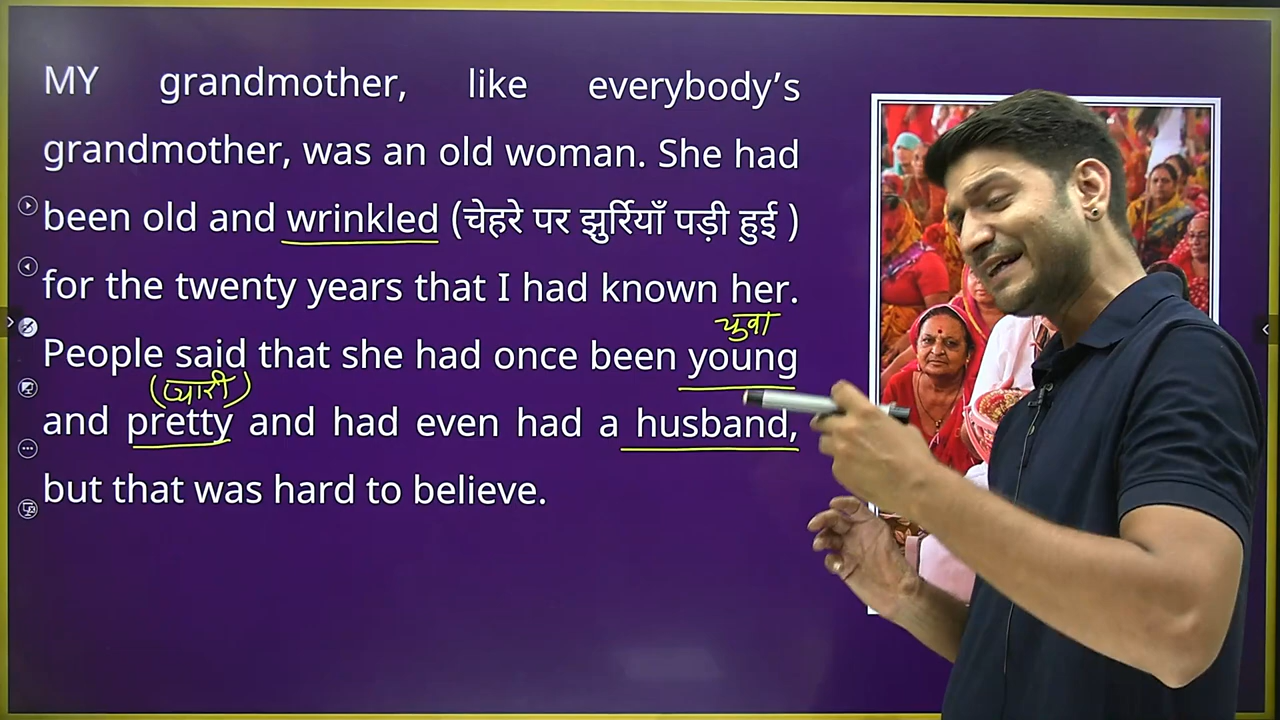 MY grandmother, like everybody's
grandmother, was an old woman. She had
been old and wrinkled (चेहरे पर झुर्रियाँ पड़ी हुई )
for the twenty years that I had known her.
युवा
People said that she had once been young
(प्यारी)
and pretty and had even had a husband,
but that was hard to believe.